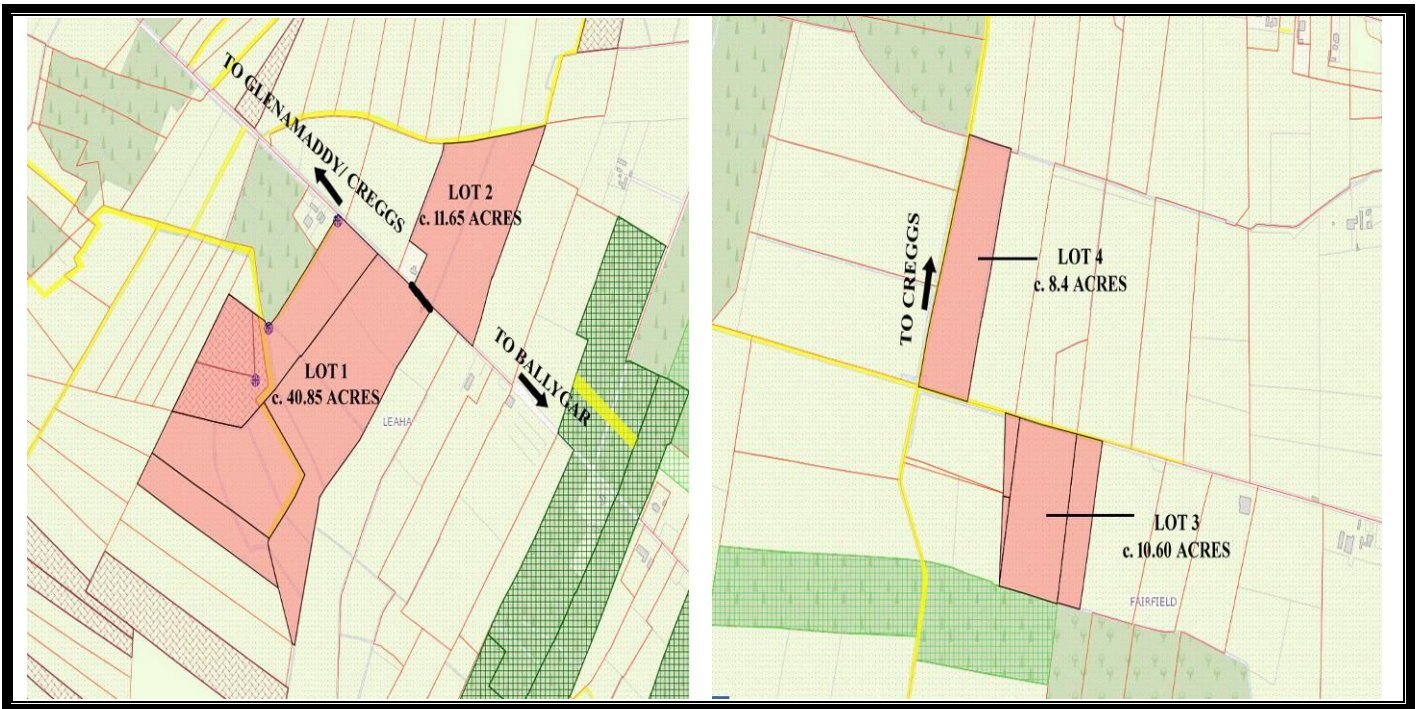 TO GLENAMADDY/ CREGGS
LOT 2
c. 11.65 ACRES
LOT 1
c. 40.85 ACRES
LEAHA
TO BALLYGAR
TO CREGGS
LOT 4
c. 8.4 ACRES
LOT 3
c. 10.60 ACRES
FAIRFIELD